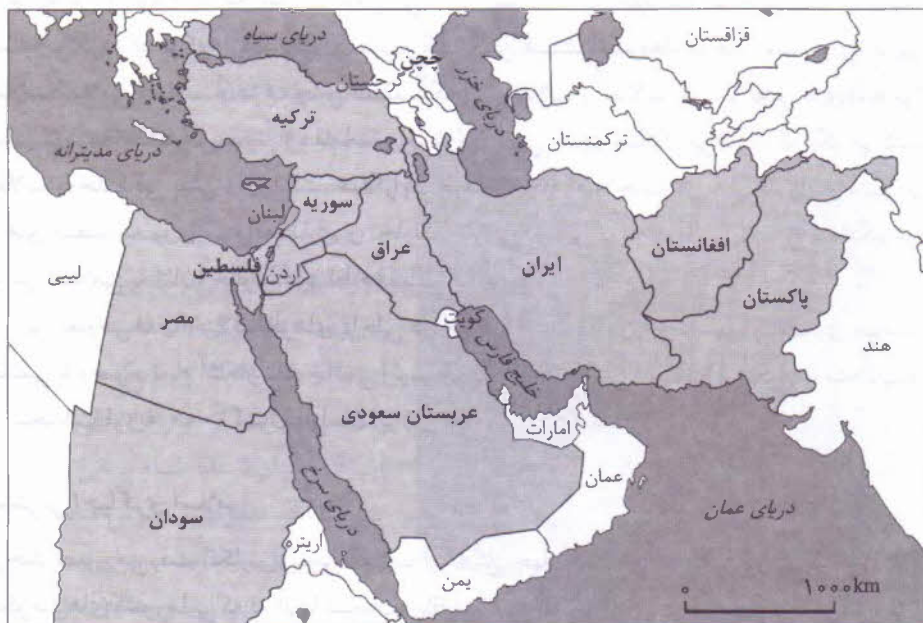 دریای سیاه
چچن
قزاقستان
گرجستان
دریای خزر
ترکیه
ترکمنستان
دریای مدیترانه
سوریه
لبنان
افغانستان
عراق
ایران
فلسطین
اردن
پاکستان
لیبی
مصر
کویت
هند
خلیج فارس
عربستان سعودی
امارات
عمان
دریای سرخ
دریای عمان
سودان
اریتره
یمن
۰ ۱۰۰۰km